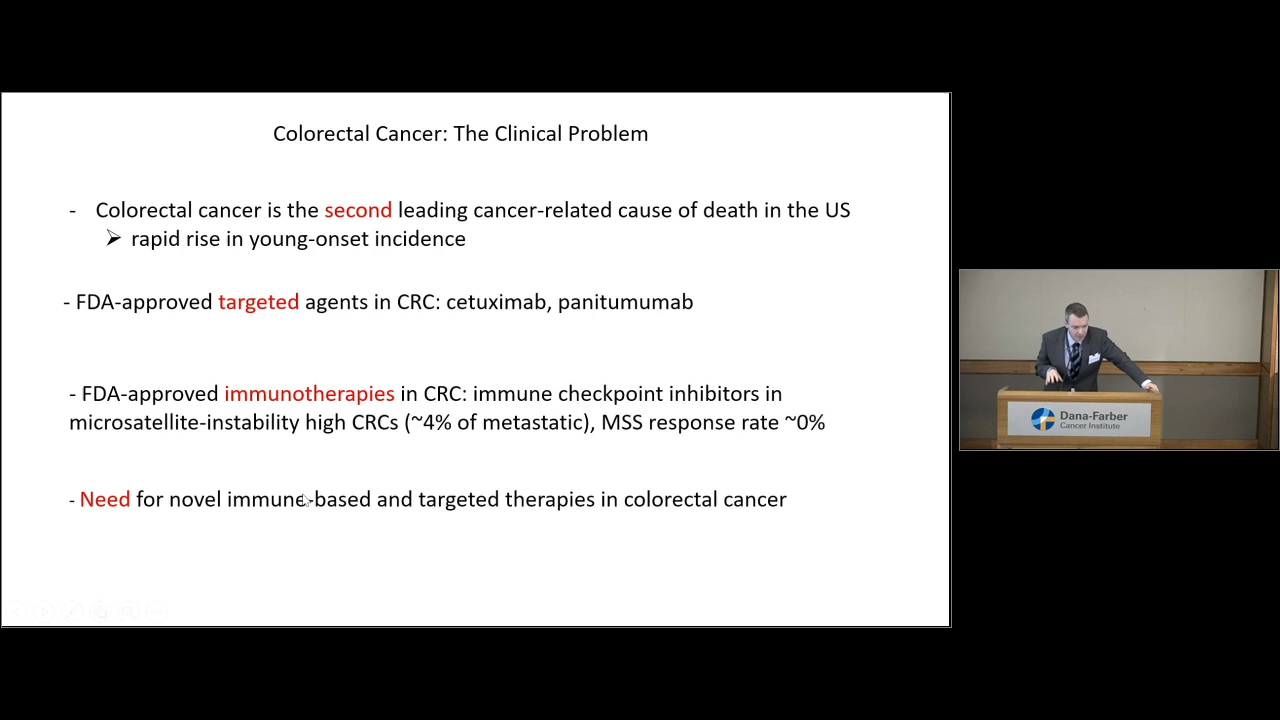 Colorectal Cancer: The Clinical Problem
- Colorectal cancer is the second leading cancer-related cause of death in the US
➢ rapid rise in young-onset incidence
- FDA-approved targeted agents in CRC: cetuximab, panitumumab
- FDA-approved immunotherapies in CRC: immune checkpoint inhibitors in
microsatellite-instability high CRCs (~4% of metastatic), MSS response rate ~0%
- Need for novel immune-based and targeted therapies in colorectal cancer
Dana-Farber
Cancer Institute